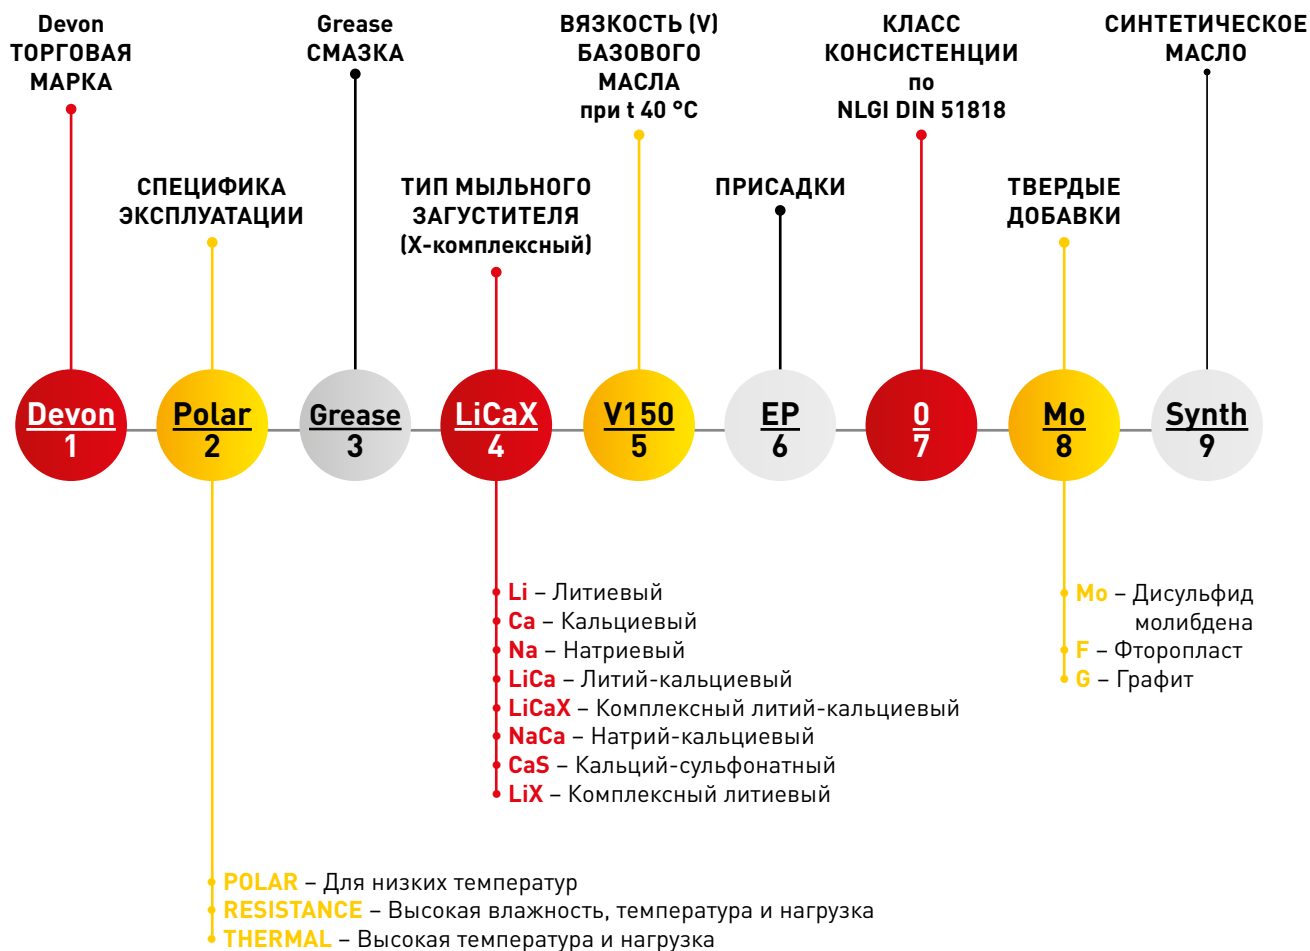 Devon
ТОРГОВАЯ
МАРКА
Grease
СМАЗКА
ВЯЗКОСТЬ (V)
БАЗОВОГО
МАСЛА
при t 40 °C
КЛАСС
КОНСИСТЕНЦИИ
по
NLGI DIN 51818
СИНТЕТИЧЕСКОЕ
МАСЛО
СПЕЦИФИКА
ЭКСПЛУАТАЦИИ
ТИП МЫЛЬНОГО
ЗАГУСТИТЕЛЯ
(Х-комплексный)
ПРИСАДКИ
ТВЕРДЫЕ
ДОБАВКИ
Devon
1
Polar
2
Grease
3
LiCaX
4
V150
5
EP
6
0
7
Mo
8
Synth
9
Li – Литиевый
Ca – Кальциевый
Na – Натриевый
LiCa – Литий-кальциевый
LiCaX – Комплексный литий-кальциевый
NaCa – Натрий-кальциевый
CaS – Кальций-сульфонатный
LiX – Комплексный литиевый
Mo – Дисульфид
молибдена
F – Фторопласт
G – Графит
POLAR – Для низких температур
RESISTANCE – Высокая влажность, температура и нагрузка
THERMAL – Высокая температура и нагрузка